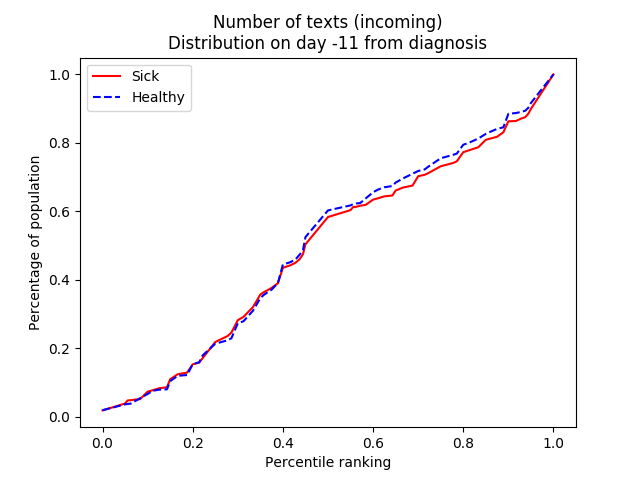 Number of texts (incoming)
Distribution on day -11 from diagnosis
Sick
Healthy
Percentage of population
1.0
0.8
0.6
0.4
0.2
0.0
0.0 0.2 0.4 0.6 0.8 1.0
Percentile ranking